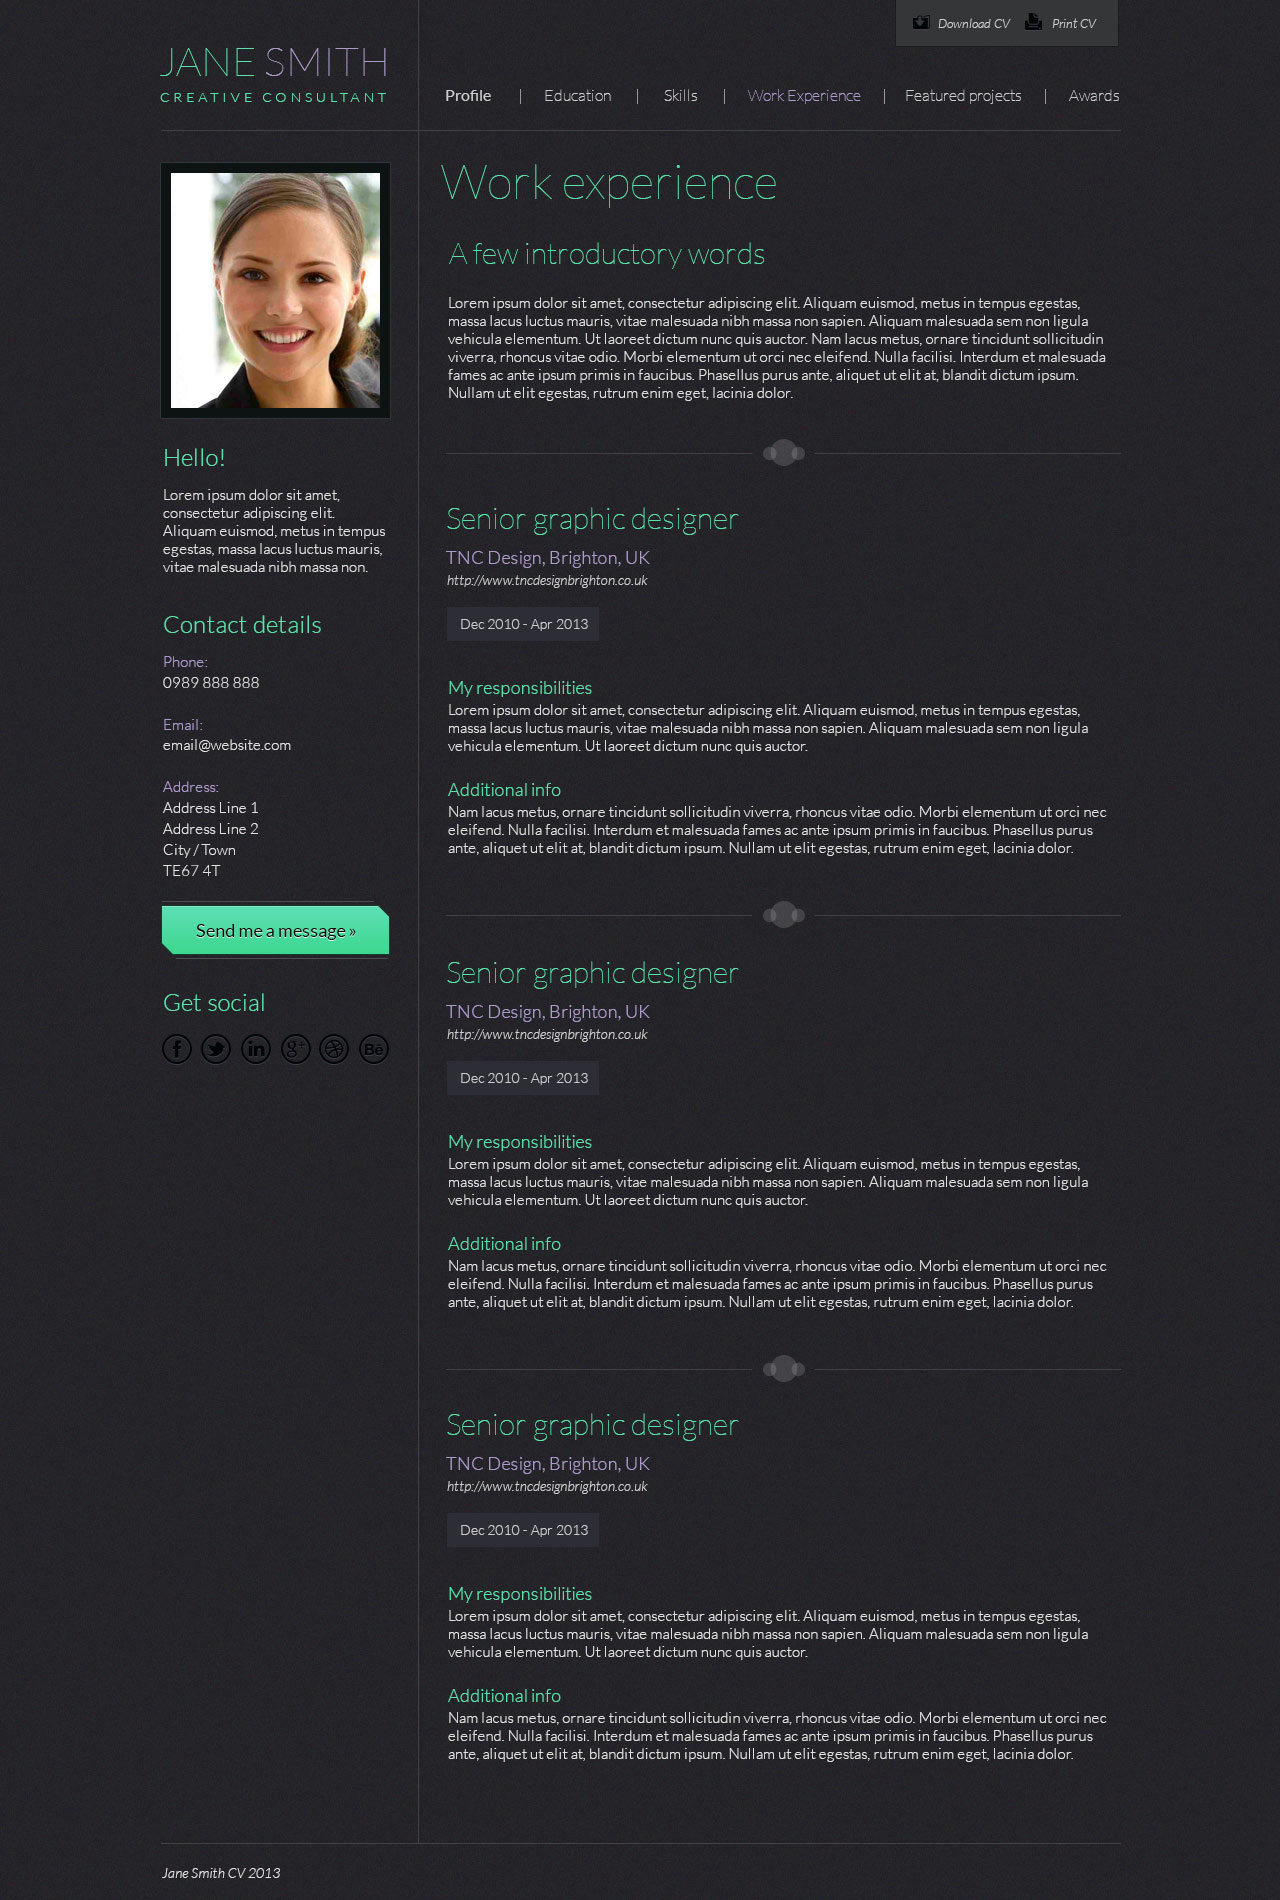 Download CV
Print CV
JANE SMITH
CREATIVE CONSULTANT
Profile | Education | Skills | Work Experience | Featured projects | Awards
Hello!
Lorem ipsum dolor sit amet,
consectetur adipiscing elit.
Aliquam euismod, metus in tempus
egestas, massa lacus luctus mauris,
vitae malesuada nibh massa non.
Contact details
Phone:
0989 888 888
Email:
email@website.com
Address:
Address Line 1
Address Line 2
City / Town
TE67 4T
Send me a message »
Get social
f
in
g+
Bē
Work experience
A few introductory words
Lorem ipsum dolor sit amet, consectetur adipiscing elit. Aliquam euismod, metus in tempus egestas,
massa lacus luctus mauris, vitae malesuada nibh massa non sapien. Aliquam malesuada sem non ligula
vehicula elementum. Ut laoreet dictum nunc quis auctor. Nam lacus metus, ornare tincidunt sollicitudin
viverra, rhoncus vitae odio. Morbi elementum ut orci nec eleifend. Nulla facilisi. Interdum et malesuada
fames ac ante ipsum primis in faucibus. Phasellus purus ante, aliquet ut elit at, blandit dictum ipsum.
Nullam ut elit egestas, rutrum enim eget, lacinia dolor.
Senior graphic designer
TNC Design, Brighton, UK
http://www.tncdesignbrighton.co.uk
Dec 2010 - Apr 2013
My responsibilities
Lorem ipsum dolor sit amet, consectetur adipiscing elit. Aliquam euismod, metus in tempus egestas,
massa lacus luctus mauris, vitae malesuada nibh massa non sapien. Aliquam malesuada sem non ligula
vehicula elementum. Ut laoreet dictum nunc quis auctor.
Additional info
Nam lacus metus, ornare tincidunt sollicitudin viverra, rhoncus vitae odio. Morbi elementum ut orci nec
eleifend. Nulla facilisi. Interdum et malesuada fames ac ante ipsum primis in faucibus. Phasellus purus
ante, aliquet ut elit at, blandit dictum ipsum. Nullam ut elit egestas, rutrum enim eget, lacinia dolor.
Senior graphic designer
TNC Design, Brighton, UK
http://www.tncdesignbrighton.co.uk
Dec 2010 - Apr 2013
My responsibilities
Lorem ipsum dolor sit amet, consectetur adipiscing elit. Aliquam euismod, metus in tempus egestas,
massa lacus luctus mauris, vitae malesuada nibh massa non sapien. Aliquam malesuada sem non ligula
vehicula elementum. Ut laoreet dictum nunc quis auctor.
Additional info
Nam lacus metus, ornare tincidunt sollicitudin viverra, rhoncus vitae odio. Morbi elementum ut orci nec
eleifend. Nulla facilisi. Interdum et malesuada fames ac ante ipsum primis in faucibus. Phasellus purus
ante, aliquet ut elit at, blandit dictum ipsum. Nullam ut elit egestas, rutrum enim eget, lacinia dolor.
Senior graphic designer
TNC Design, Brighton, UK
http://www.tncdesignbrighton.co.uk
Dec 2010 - Apr 2013
My responsibilities
Lorem ipsum dolor sit amet, consectetur adipiscing elit. Aliquam euismod, metus in tempus egestas,
massa lacus luctus mauris, vitae malesuada nibh massa non sapien. Aliquam malesuada sem non ligula
vehicula elementum. Ut laoreet dictum nunc quis auctor.
Additional info
Nam lacus metus, ornare tincidunt sollicitudin viverra, rhoncus vitae odio. Morbi elementum ut orci nec
eleifend. Nulla facilisi. Interdum et malesuada fames ac ante ipsum primis in faucibus. Phasellus purus
ante, aliquet ut elit at, blandit dictum ipsum. Nullam ut elit egestas, rutrum enim eget, lacinia dolor.
Jane Smith CV 2013